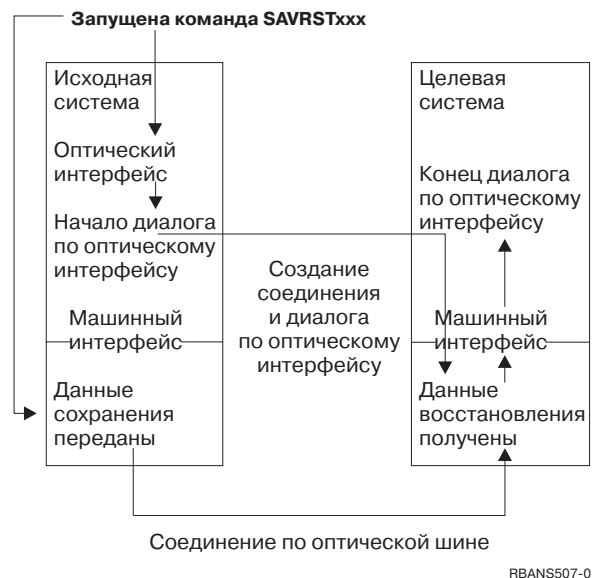 Запущена команда SAVRSTxxx
Исходная
система
Оптический
интерфейс
Начало диалога
по оптическому
интерфейсу
Машинный
интерфейс
Данные
сохранения
переданы
Создание
соединения
и диалога
по оптическому
интерфейсу
Целевая
система
Конец диалога
по оптическому
интерфейсу
Машинный
интерфейс
Данные
восстановления
получены
Соединение по оптической шине
RBANS507-0